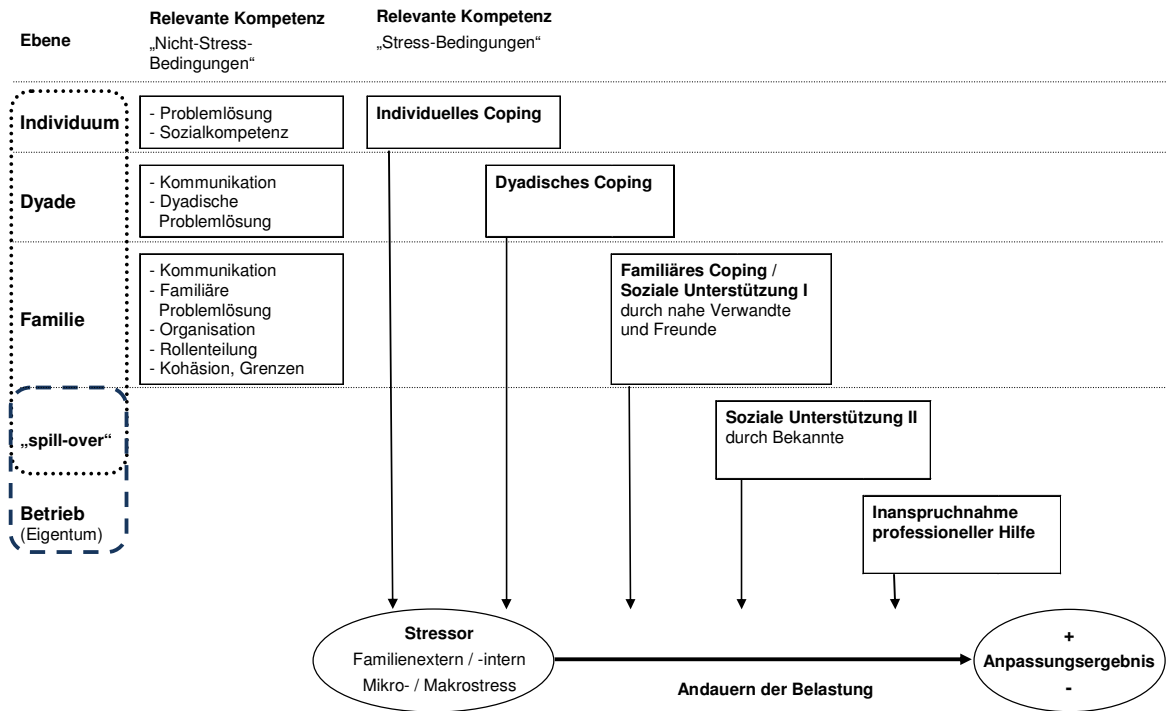 Ebene
Relevante Kompetenz
„Nicht-Stress-
Bedingungen“
Relevante Kompetenz
„Stress-Bedingungen“
Individuum
- Problemlösung
- Sozialkompetenz
Individuelles Coping
Dyade
- Kommunikation
- Dyadische
Problemlösung
Dyadisches Coping
Familie
- Kommunikation
- Familiäre
Problemlösung
- Organisation
- Rollenteilung
- Kohäsion, Grenzen
Familiäres Coping /
Soziale Unterstützung I
durch nahe Verwandte
und Freunde
„spill-over“
Soziale Unterstützung II
durch Bekannte
Betrieb
(Eigentum)
Inanspruchnahme
professioneller Hilfe
Stressor
Familienextern / -intern
Mikro- / Makrostress
Andauern der Belastung
+
Anpassungsergebnis
-